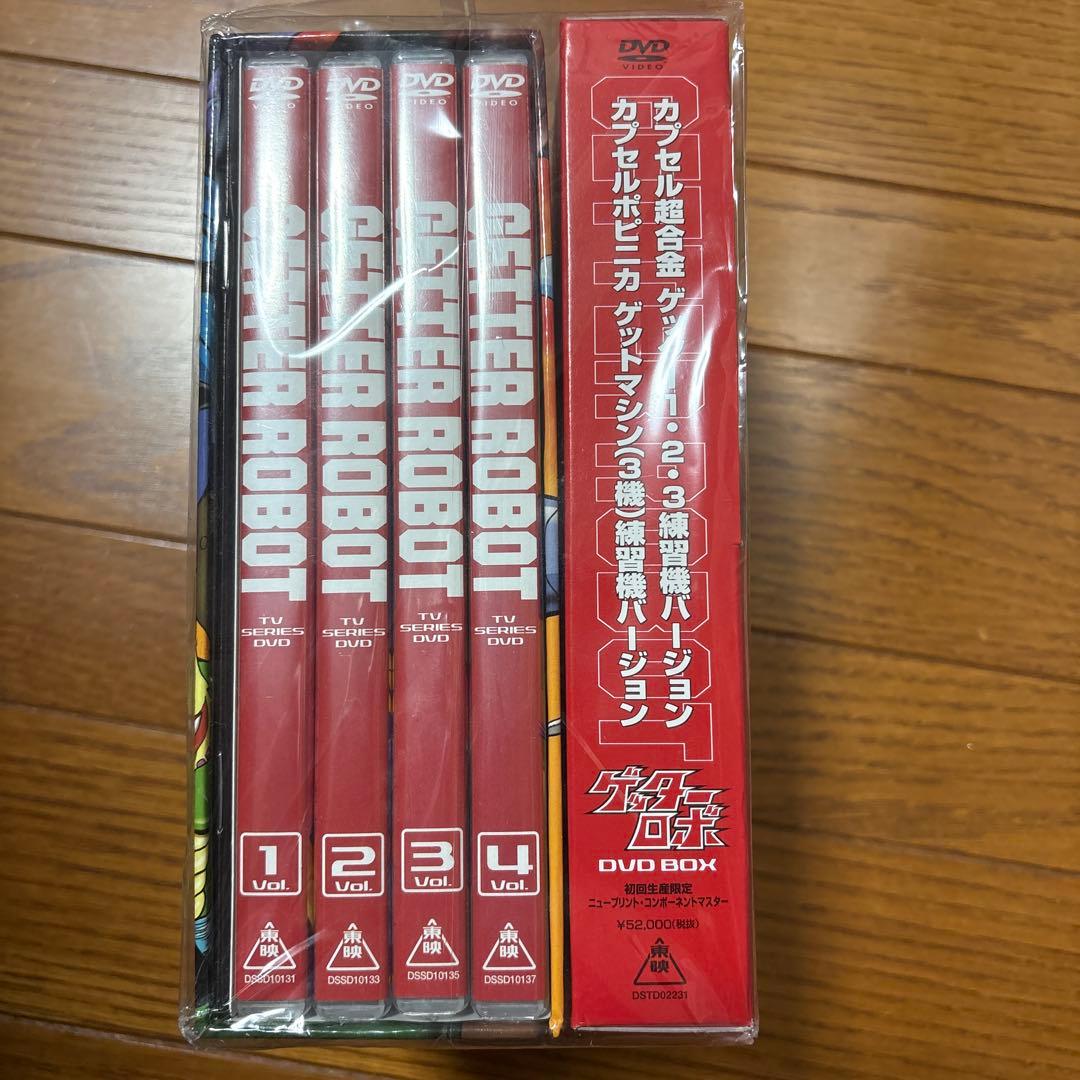 DVD
VIDEO
GETTER ROBOT
TV
SERIES
DVD
1
Vol.
東映
DSSD10131
DVD
VIDEO
GETTER ROBOT
TV
SERIES
DVD
2
Vol.
東映
DSSD10133
DVD
VIDEO
GETTER ROBOT
TV
SERIES
DVD
3
Vol.
東映
DSSD10135
DVD
VIDEO
GETTER ROBOT
TV
SERIES
DVD
4
Vol.
東映
DSSD10137
DVD
VIDEO
GETTER ROBOT
カプセル超合金 ゲッター1・2・3 練習機バージョン
カプセルポピニカ ゲットマシン(3機)練習機バージョン
ゲッター
ロボ
DVD BOX
初回生産限定
ニュープリント・コンポーネントマスター
¥52,000(税抜)
東映
DSTD02231